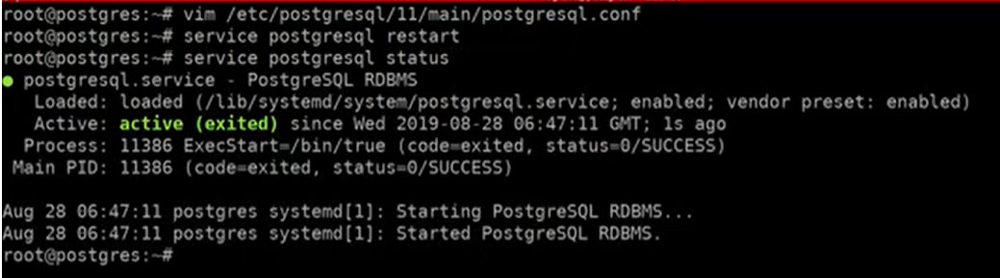 root@postgres:~# vim /etc/postgresql/11/main/postgresql.conf
root@postgres:~# service postgresql restart
root@postgres:~# service postgresql status
● postgresql.service - PostgreSQL RDBMS
   Loaded: loaded (/lib/systemd/system/postgresql.service; enabled; vendor preset: enabled)
   Active: active (exited) since Wed 2019-08-28 06:47:11 GMT; 1s ago
  Process: 11386 ExecStart=/bin/true (code=exited, status=0/SUCCESS)
 Main PID: 11386 (code=exited, status=0/SUCCESS)

Aug 28 06:47:11 postgres systemd[1]: Starting PostgreSQL RDBMS...
Aug 28 06:47:11 postgres systemd[1]: Started PostgreSQL RDBMS.
root@postgres:~#